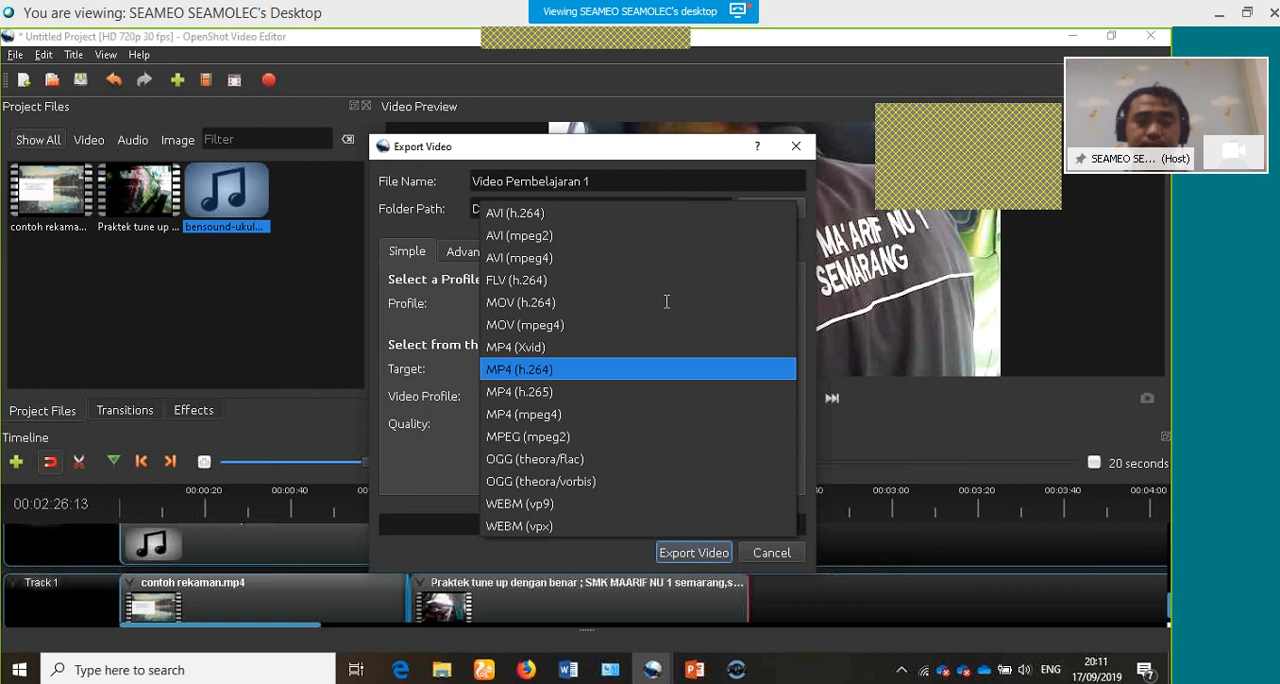 You are viewing: SEAMEO SEAMOLEC's Desktop
Viewing SEAMEO SEAMOLEC's desktop
* Untitled Project [HD 720p 30 fps] - OpenShot Video Editor
File Edit Title View Help
Project Files
Video Preview
Show All Video Audio Image Filter
contoh rekama... Praktek tune up ... bensound-ukul...
Export Video
File Name: Video Pembelajaran 1
Folder Path:
Simple
Select a Profile
Profile:
Target:
Video Profile:
Quality:
AVI (h.264)
AVI (mpeg2)
AVI (mpeg4)
FLV (h.264)
MOV (h.264)
MOV (mpeg4)
MP4 (Xvid)
MP4 (h.264)
MP4 (h.265)
MP4 (mpeg4)
MPEG (mpeg2)
OGG (theora/flac)
OGG (theora/vorbis)
WEBM (vp9)
WEBM (vpx)
Export Video Cancel
MA'ARIF NU 1
SEMARANG
SEAMEO SE... (Host)
Project Files Transitions Effects
Timeline
20 seconds
00:02:26:13
00:00:20 00:00:40 00:03:00 00:03:20 00:03:40 00:04:00
Track 1
contoh rekaman.mp4
Praktek tune up dengan benar ; SMK MAARIF NU 1 semarang,s...
Type here to search
ENG
20:11
17/09/2019
7